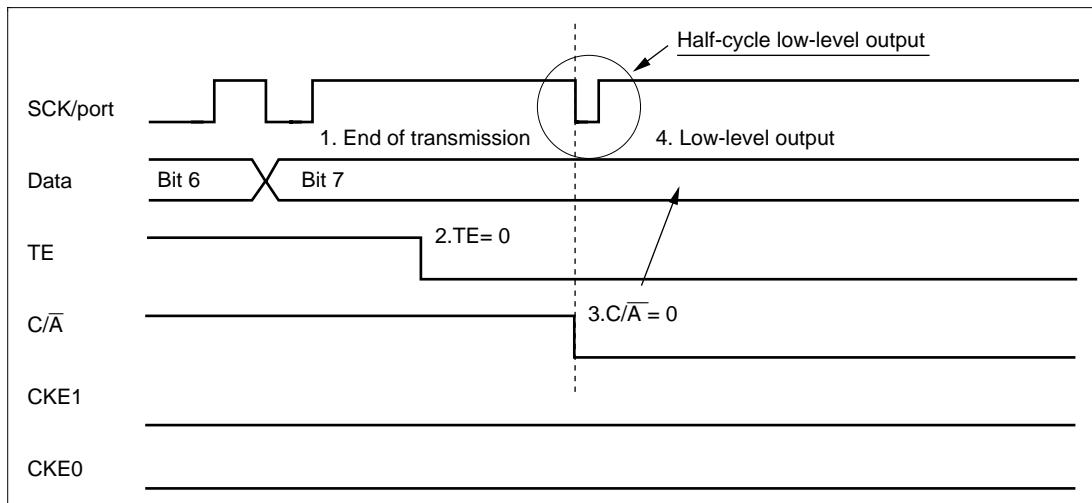 Half-cycle low-level output
SCK/port
1. End of transmission
4. Low-level output
Data
Bit 6
Bit 7
TE
2.TE= 0
C/A̅
3.C/A̅ = 0
CKE1
CKE0